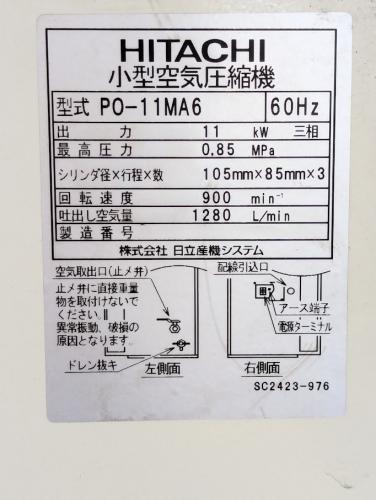 HITACHI
小型空気圧縮機
型式 PO-11MA6 60Hz
出力 11 kW 三相
最高圧力 0,85 MPa
シリンダ径×行程×数 105mm×85mm×3
回転速度 900 min⁻¹
吐出し空気量 1280 L/min
製造番号
株式会社 日立産機システム
空気取出口(止メ弁)
止メ弁に直接重量
物を取付けないで
ください。
異常振動、破損の
原因となります。
ドレン抜キ
左側面
配線引込口
アース端子
電源ターミナル
右側面
SC2423-976